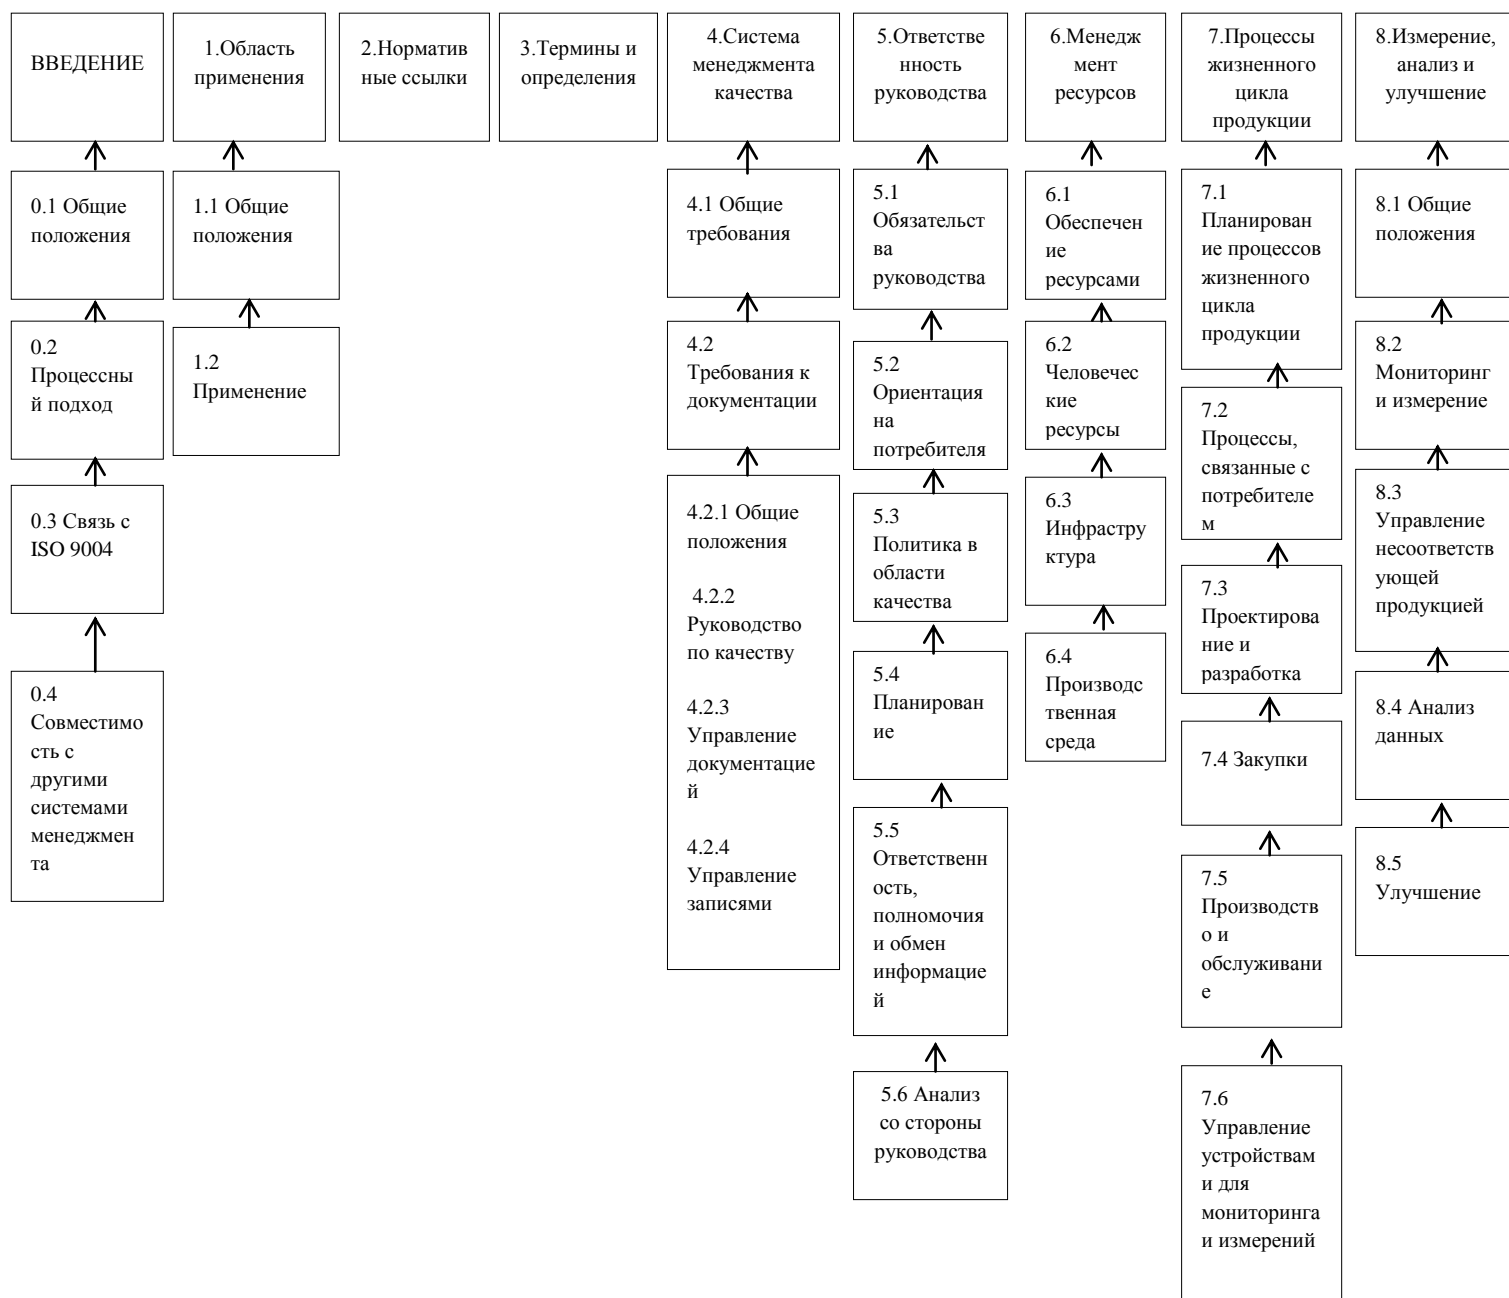 ВВЕДЕНИЕ
1.Область
применения
2.Норматив
ные ссылки
3.Термины и
определения
4.Система
менеджмента
качества
5.Ответстве
нность
руководства
6.Менедж
мент
ресурсов
7.Процессы
жизненного
цикла
продукции
8.Измерение,
анализ и
улучшение
0.1 Общие
положения
0.2
Процессны
й подход
0.3 Связь с
ISO 9004
0.4
Совместимо
сть с
другими
системами
менеджмен
та
1.1 Общие
положения
1.2
Применение
4.1 Общие
требования
4.2
Требования к
документации
4.2.1 Общие
положения
4.2.2
Руководство
по качеству
4.2.3
Управление
документацие
й
4.2.4
Управление
записями
5.1
Обязательст
ва
руководства
5.2
Ориентация
на
потребителя
5.3
Политика в
области
качества
5.4
Планирован
ие
5.5
Ответственн
ость,
полномочия
и обмен
информацие
й
5.6 Анализ
со стороны
руководства
6.1
Обеспечен
ие
ресурсами
6.2
Человечес
кие
ресурсы
6.3
Инфрастру
ктура
6.4
Производс
твенная
среда
7.1
Планирован
ие процессов
жизненного
цикла
продукции
7.2
Процессы,
связанные с
потребителе
м
7.3
Проектирова
ние и
разработка
7.4 Закупки
7.5
Производств
о и
обслуживани
е
7.6
Управление
устройствам
и для
мониторинга
и измерений
8.1 Общие
положения
8.2
Мониторинг
и измерение
8.3
Управление
несоответств
ующей
продукцией
8.4 Анализ
данных
8.5
Улучшение